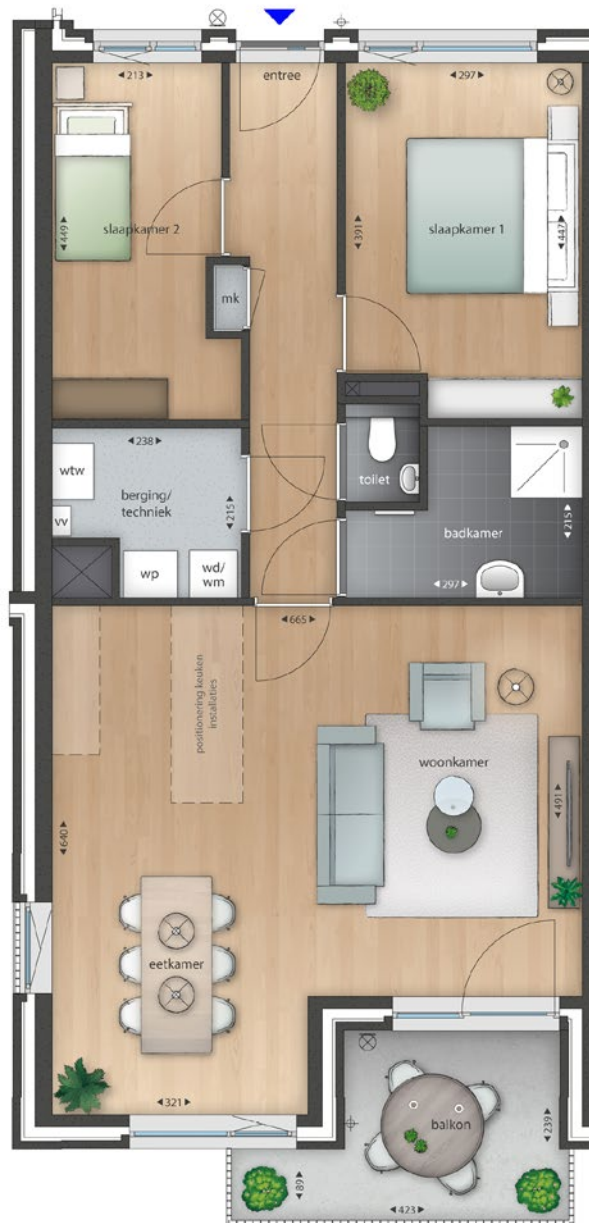 213
entree
297
449
slaapkamer 2
391
slaapkamer 1
447
mk
238
wtw
berging/
techniek
215
vv
wp
wd/
wm
toilet
badkamer
215
297
665
positionering keuken
installaties
woonkamer
491
640
eetkamer
321
balkon
239
89
423